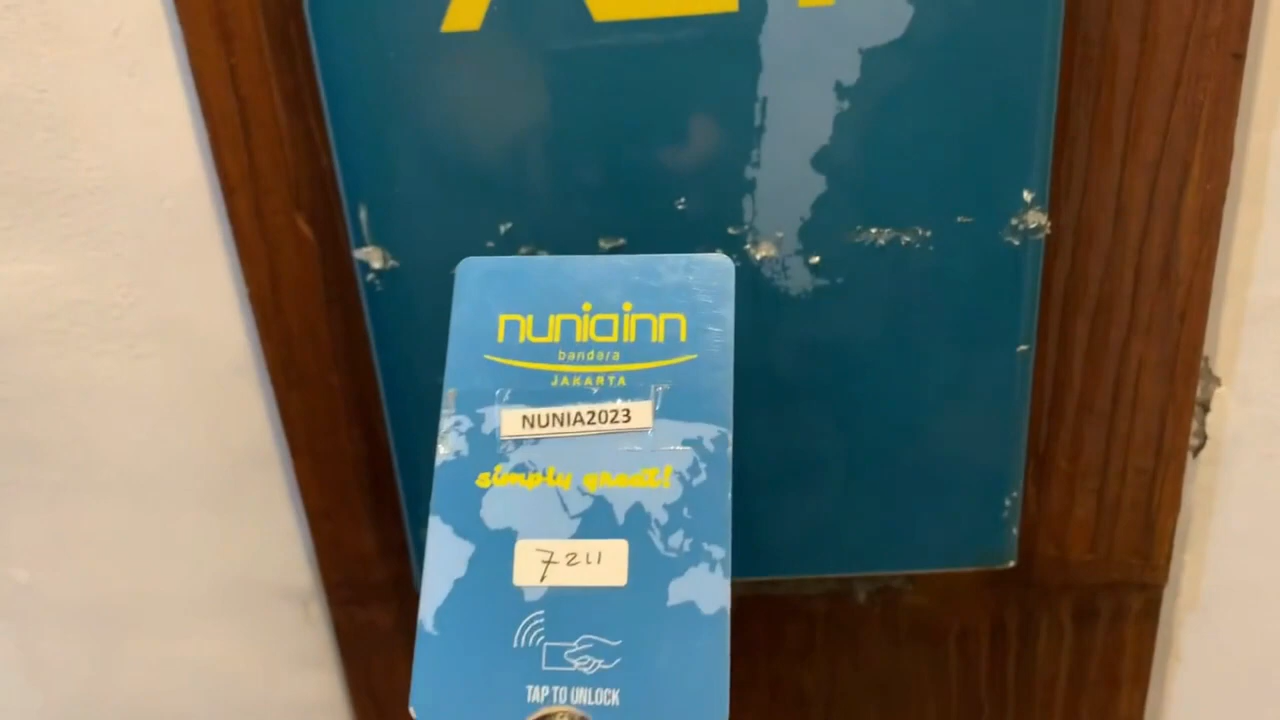 nuniainn
bandara
JAKARTA
NUNIA2023
simply great!
7211
TAP TO UNLOCK